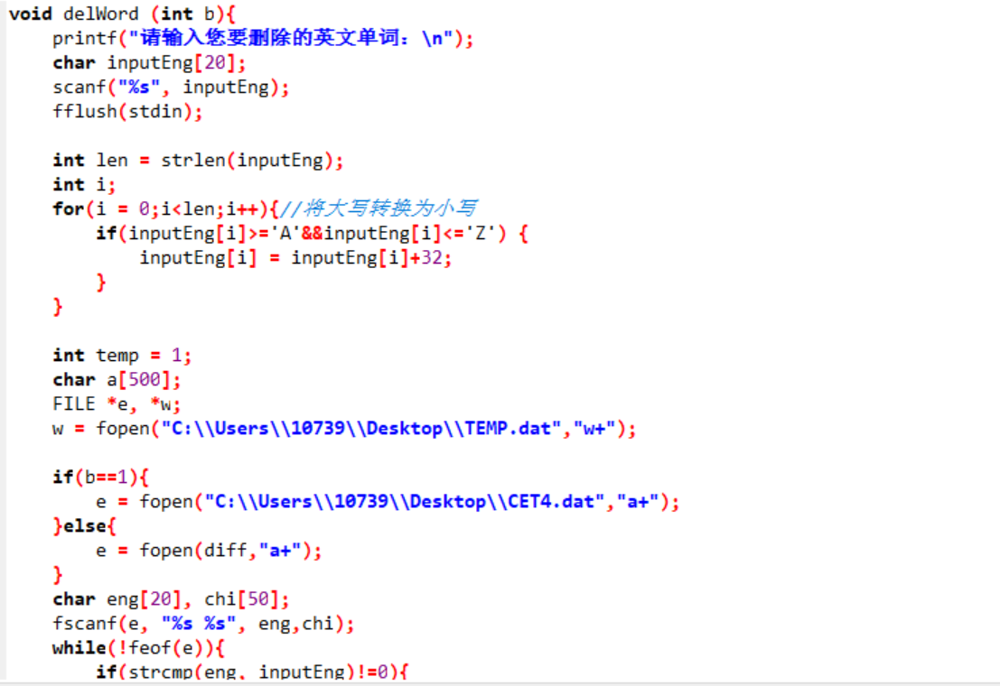 void delWord (int b){
printf("请输入您要删除的英文单词：\n");
char inputEng[20];
scanf("%s", inputEng);
fflush(stdin);
int len = strlen(inputEng);
int i;
for(i = 0;i<len;i++){//将大写转换为小写
if(inputEng[i]>='A'&&inputEng[i]<='Z') {
inputEng[i] = inputEng[i]+32;
}
}
int temp = 1;
char a[500];
FILE *e, *w;
w = fopen("C:\\Users\\10739\\Desktop\\TEMP.dat","w+");
if(b==1){
e = fopen("C:\\Users\\10739\\Desktop\\CET4.dat","a+");
}else{
e = fopen(diff,"a+");
}
char eng[20], chi[50];
fscanf(e, "%s %s", eng,chi);
while(!feof(e)){
if(strcmp(eng, inputEng)!=0){